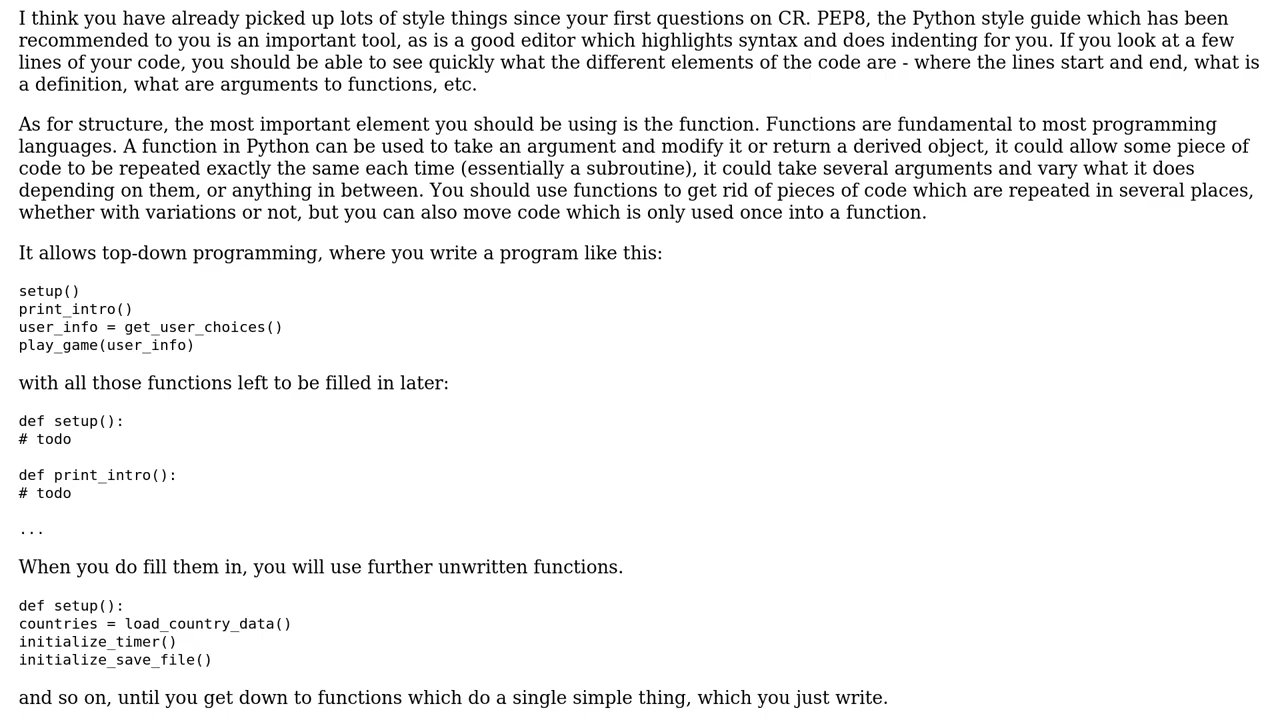 I think you have already picked up lots of style things since your first questions on CR. PEP8, the Python style guide which has been
recommended to you is an important tool, as is a good editor which highlights syntax and does indenting for you. If you look at a few
lines of your code, you should be able to see quickly what the different elements of the code are - where the lines start and end, what is
a definition, what are arguments to functions, etc.
As for structure, the most important element you should be using is the function. Functions are fundamental to most programming
languages. A function in Python can be used to take an argument and modify it or return a derived object, it could allow some piece of
code to be repeated exactly the same each time (essentially a subroutine), it could take several arguments and vary what it does
depending on them, or anything in between. You should use functions to get rid of pieces of code which are repeated in several places,
whether with variations or not, but you can also move code which is only used once into a function.
It allows top-down programming, where you write a program like this:
setup()
print_intro()
user_info = get_user_choices()
play_game(user_info)
with all those functions left to be filled in later:
def setup():
# todo
def print_intro():
# todo
...
When you do fill them in, you will use further unwritten functions.
def setup():
countries = load_country_data()
initialize_timer()
initialize_save_file()
and so on, until you get down to functions which do a single simple thing, which you just write.